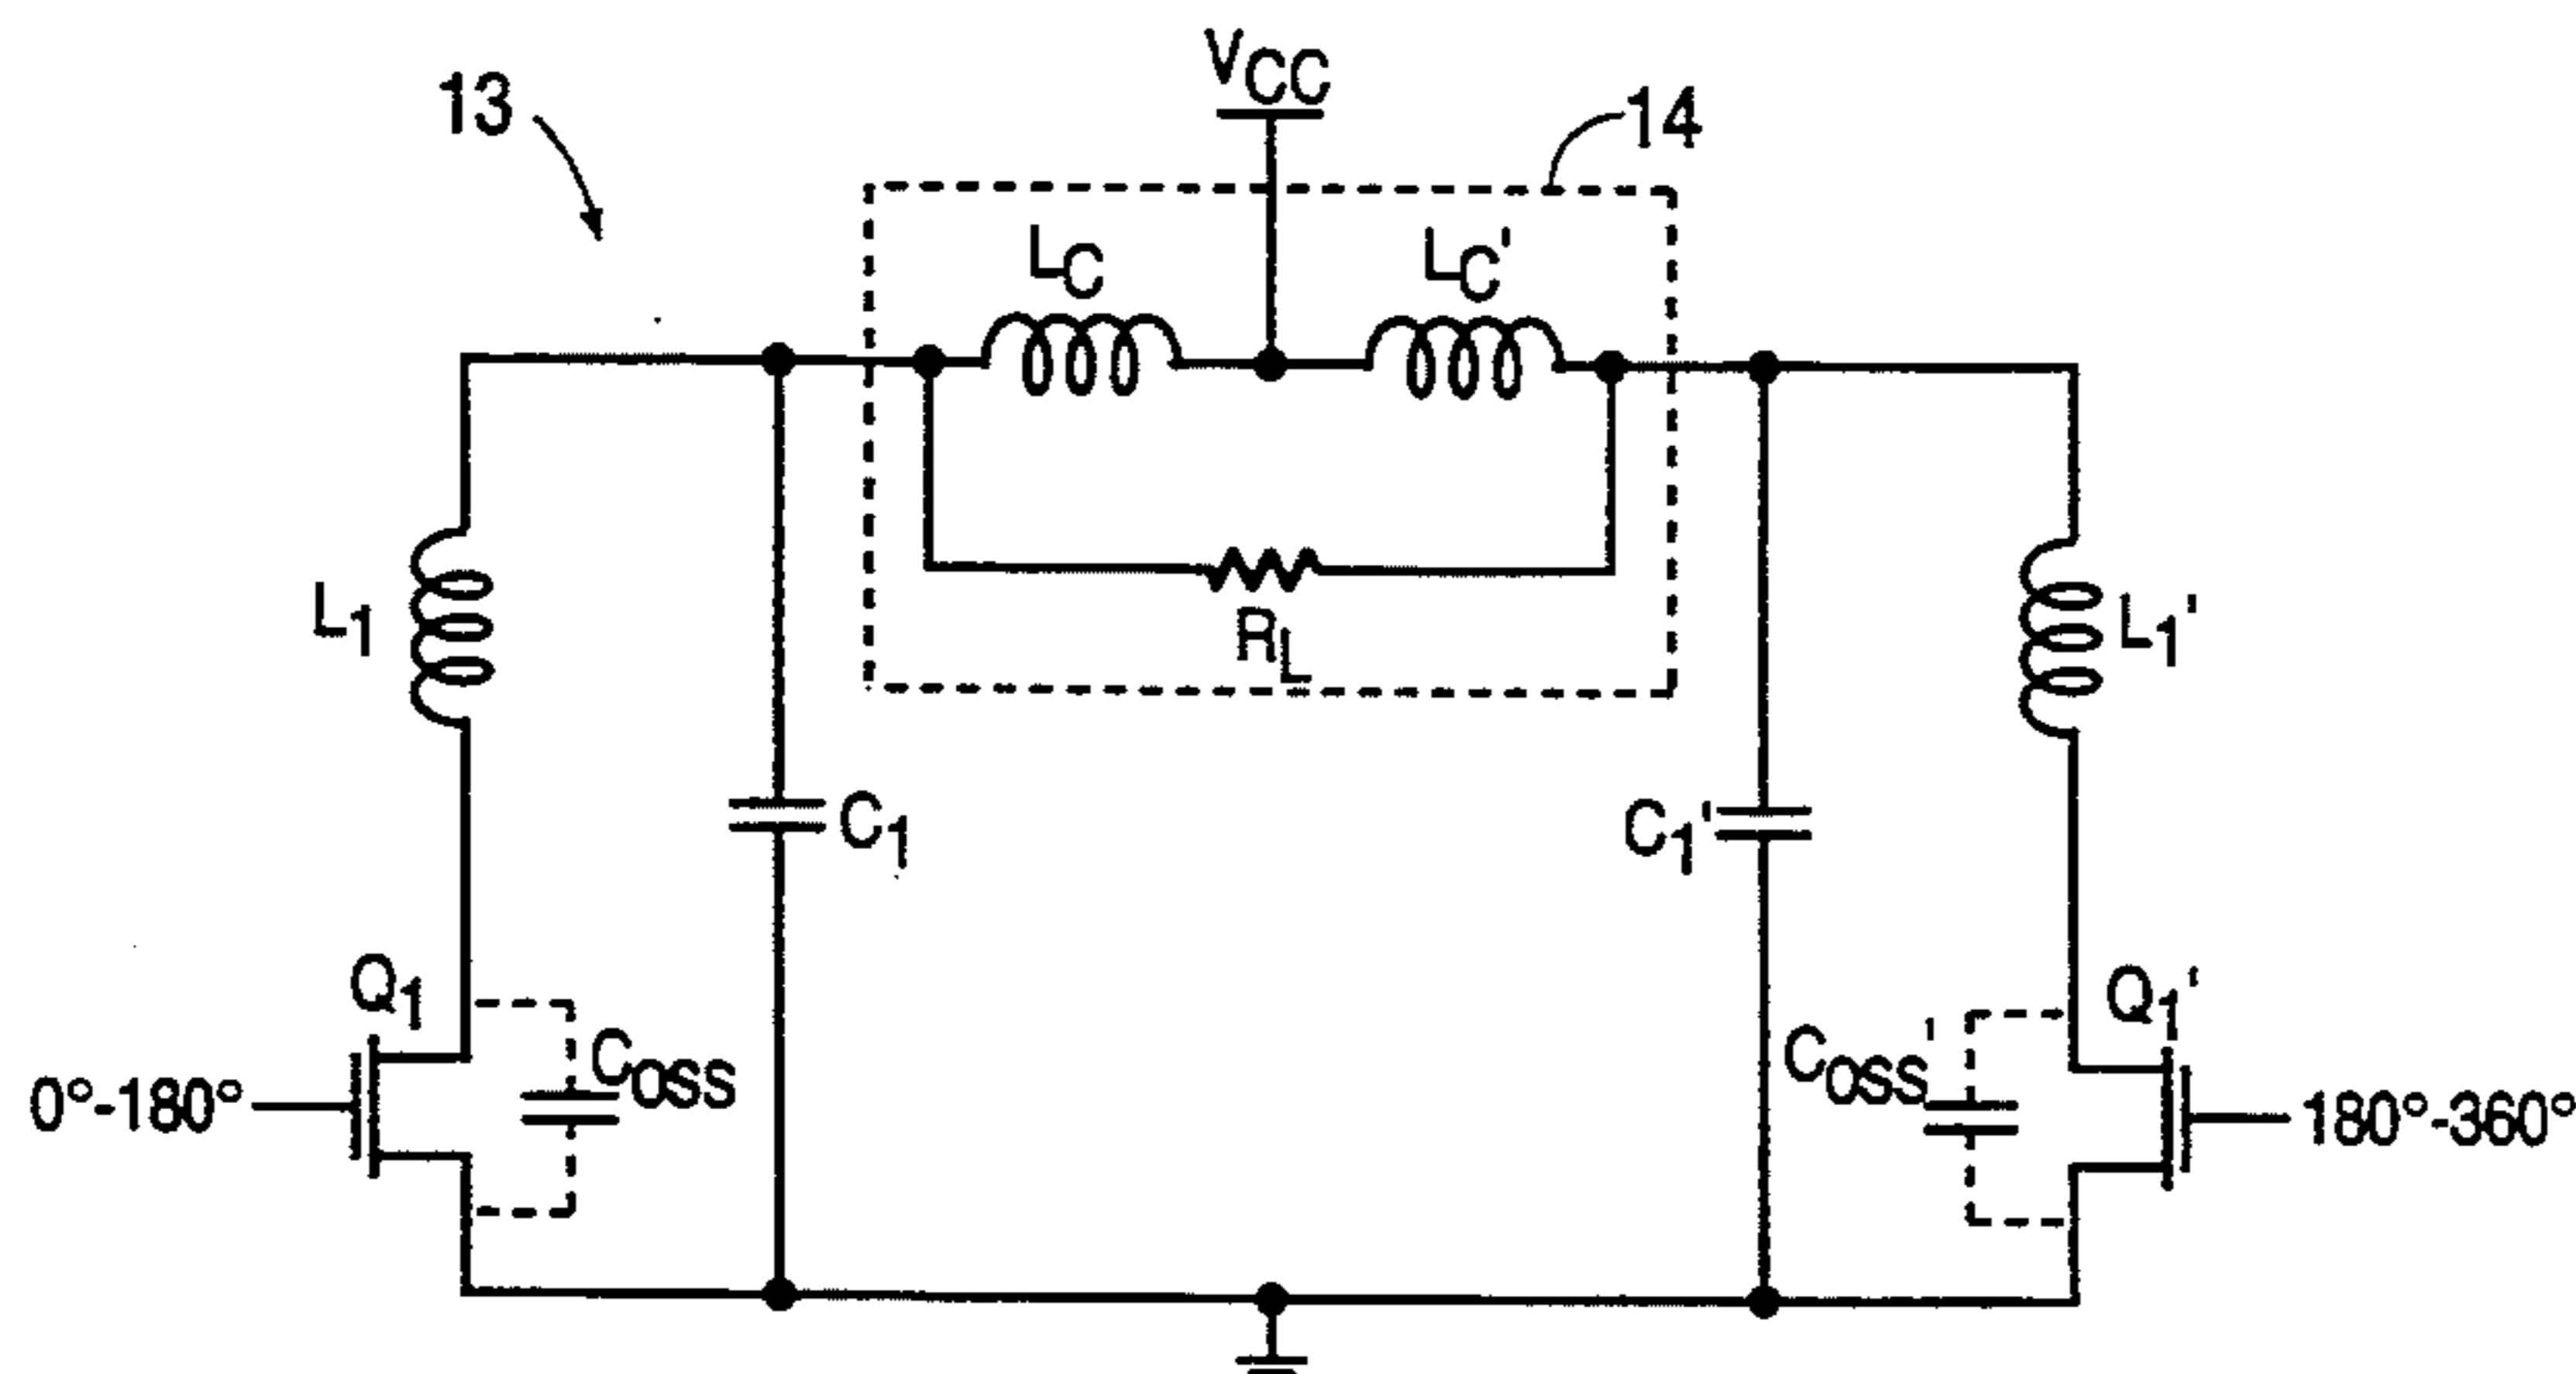 VCC
13
14
LC
LC'
L1
RL
L1'
C1
C1'
Q1
COSS
COSS'
Q1'
0°-180°
180°-360°